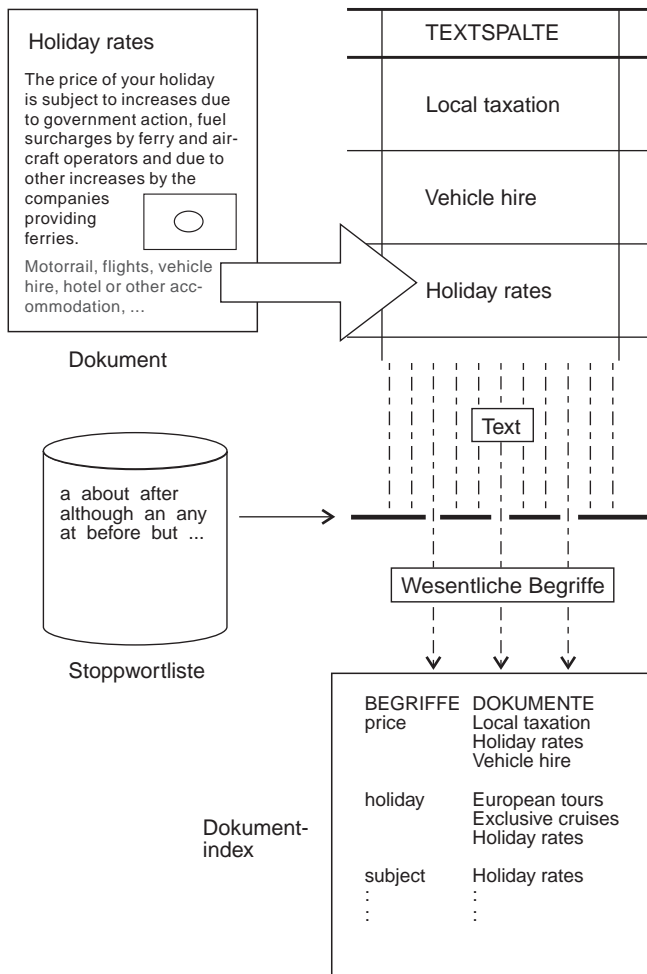 Holiday rates
The price of your holiday
is subject to increases due
to government action, fuel
surcharges by ferry and air-
craft operators and due to
other increases by the
companies
providing
ferries.
Motorrail, flights, vehicle
hire, hotel or other acc-
ommodation, ...
Dokument
TEXTSPALTE
Local taxation
Vehicle hire
Holiday rates
Text
a about after
although an any
at before but ...
Stoppwortliste
Wesentliche Begriffe
BEGRIFFE DOKUMENTE
price Local taxation
Holiday rates
Vehicle hire
holiday European tours
Exclusive cruises
Holiday rates
subject Holiday rates
: :
: :
Dokument-
index